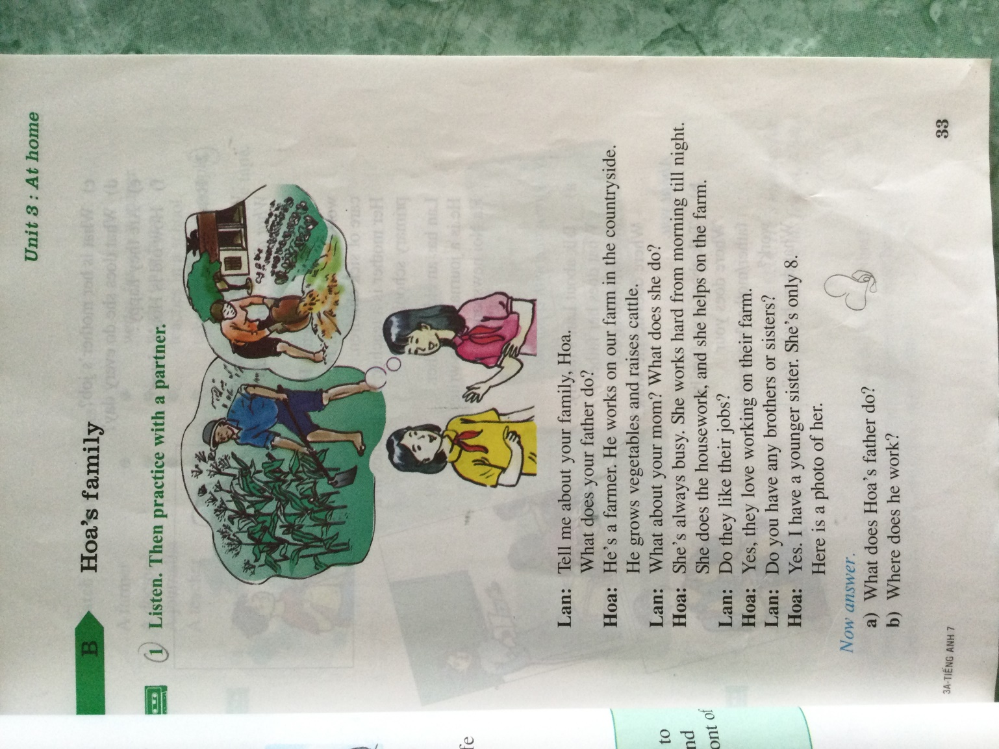 Unit 3 : At home
B Hoa's family
1 Listen. Then practice with a partner.
Lan: Tell me about your family, Hoa.
What does your father do?
Hoa: He's a farmer. He works on our farm in the countryside.
He grows vegetables and raises cattle.
Lan: What about your mom? What does she do?
Hoa: She's always busy. She works hard from morning till night.
She does the housework, and she helps on the farm.
Lan: Do they like their jobs?
Hoa: Yes, they love working on their farm.
Lan: Do you have any brothers or sisters?
Hoa: Yes. I have a younger sister. She's only 8.
Here is a photo of her.
Now answer.
a) What does Hoa's father do?
b) Where does he work?
3A-TIẾNG ANH 7
33
to
ont of